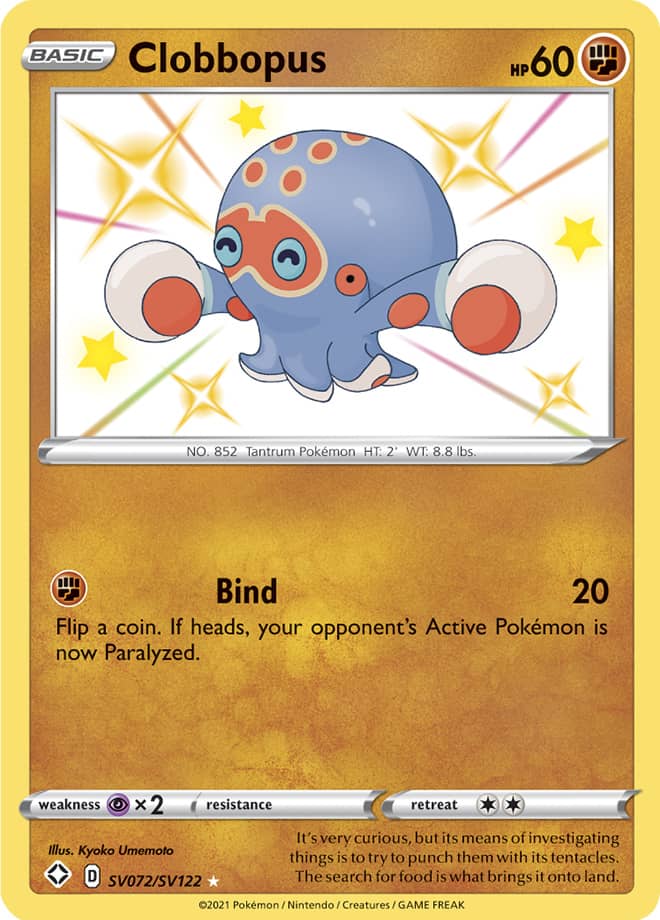 BASIC Clobbopus HP60
NO. 852 Tantrum Pokémon HT: 2' WT: 8.8 lbs.
Bind 20
Flip a coin. If heads, your opponent's Active Pokémon is
now Paralyzed.
weakness ×2 resistance retreat
Illus. Kyoko Umemoto
D SV072/SV122
It's very curious, but its means of investigating
things is to try to punch them with its tentacles.
The search for food is what brings it onto land.
©2021 Pokémon / Nintendo / Creatures / GAME FREAK